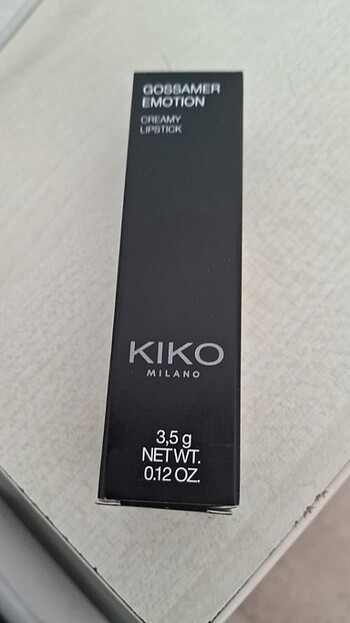 GOSSAMER
EMOTION
CREAMY
LIPSTICK
KIKO
MILANO
3,5 g
NET WT.
0.12 OZ.